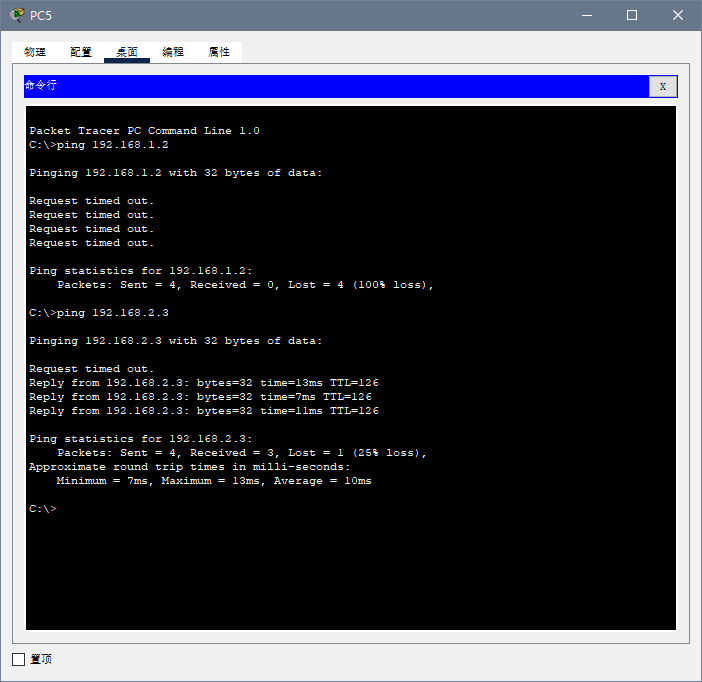 PC5
物理 配置 桌面 编程 属性
命令行
X
Packet Tracer PC Command Line 1.0
C:\>ping 192.168.1.2
Pinging 192.168.1.2 with 32 bytes of data:
Request timed out.
Request timed out.
Request timed out.
Request timed out.
Ping statistics for 192.168.1.2:
Packets: Sent = 4, Received = 0, Lost = 4 (100% loss),
C:\>ping 192.168.2.3
Pinging 192.168.2.3 with 32 bytes of data:
Request timed out.
Reply from 192.168.2.3: bytes=32 time=13ms TTL=126
Reply from 192.168.2.3: bytes=32 time=7ms TTL=126
Reply from 192.168.2.3: bytes=32 time=11ms TTL=126
Ping statistics for 192.168.2.3:
Packets: Sent = 4, Received = 3, Lost = 1 (25% loss),
Approximate round trip times in milli-seconds:
Minimum = 7ms, Maximum = 13ms, Average = 10ms
C:\>
置顶